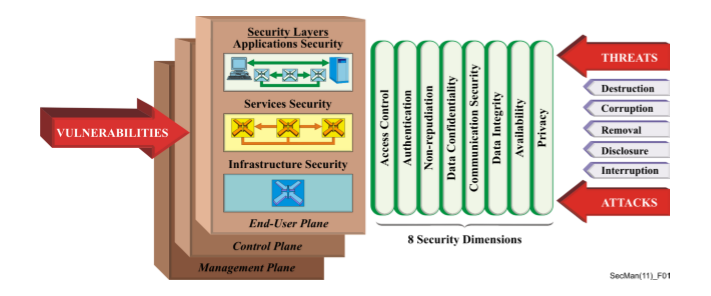 Security Layers
Applications Security
Services Security
Infrastructure Security
End-User Plane
Control Plane
Management Plane
VULNERABILITIES
Access Control
Authentication
Non-repudiation
Data Confidentiality
Communication Security
Data Integrity
Availability
Privacy
8 Security Dimensions
THREATS
Destruction
Corruption
Removal
Disclosure
Interruption
ATTACKS
SecMan(11)_F01